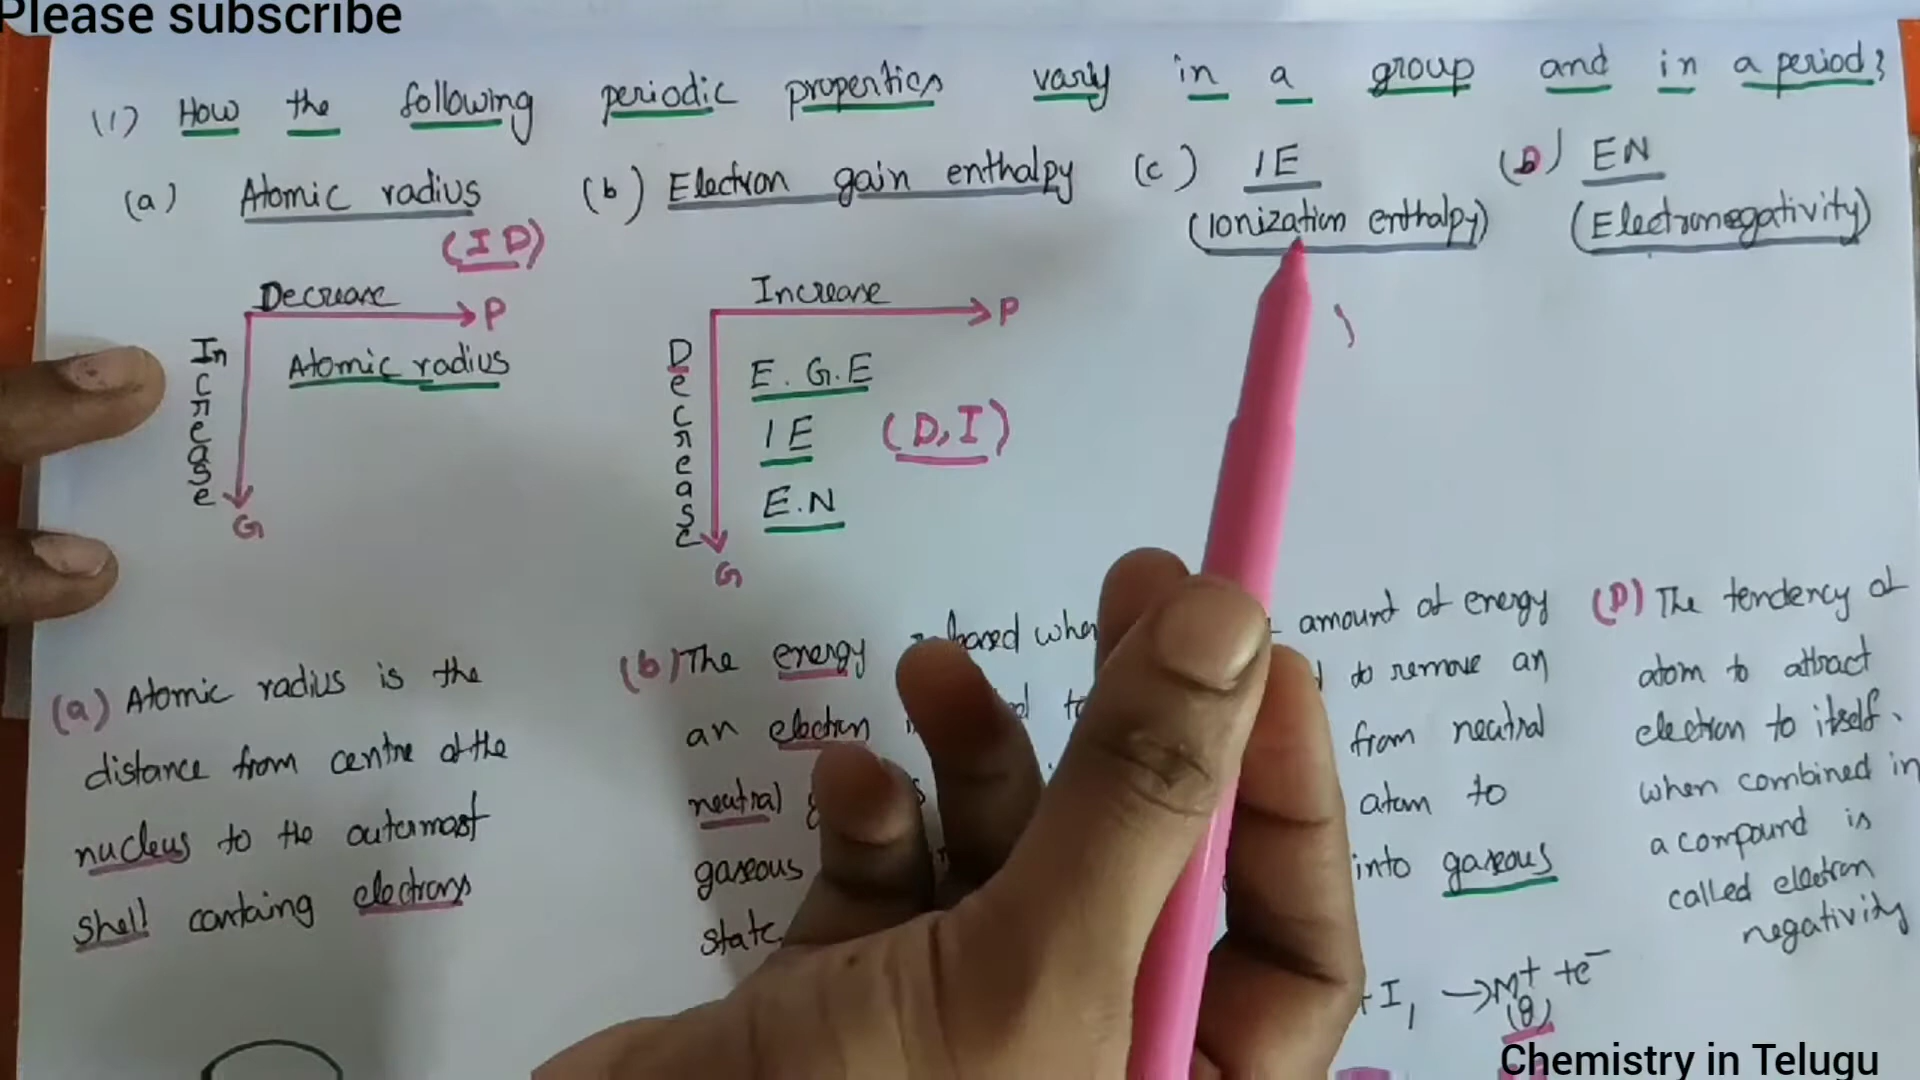 Please subscribe
(1) How the following periodic properties vary in a group and in a period?
(a) Atomic radius (b) Electron gain enthalpy (c) IE (D) EN
(Ionization enthalpy) (Electronegativity)
(I D)
Decrease → P
Increase
Atomic radius
G
Increase → P
Decrease
E.G.E
IE (D,I)
E.N
G
(a) Atomic radius is the
distance from centre of the
nucleus to the outermost
shell containg electrons
(b) The energy when
an electron
neutral
gaseous
state
amount of energy
to remove an
from neutral
atom to
into gaseous
+ I₁ → M⁺ + e⁻
(g)
(D) The tendency of
atom to attract
electron to itself.
when combined in
a compound is
called electron
negativity
Chemistry in Telugu